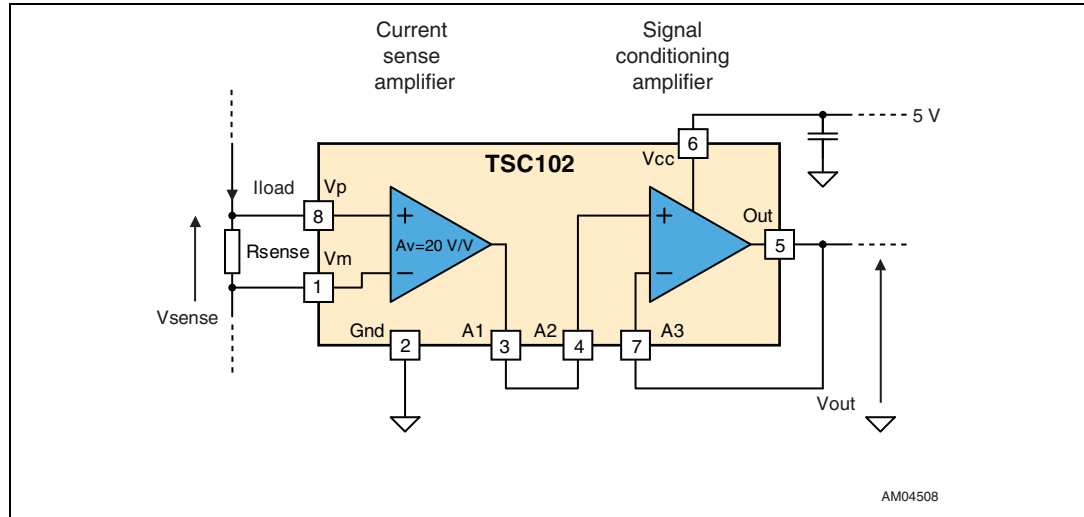 Current
sense
amplifier
Signal
conditioning
amplifier
5 V
6
Vcc
TSC102
Iload
Vp
8
+
Av=20 V/V
−
+
−
Out
5
Rsense
Vm
1
Vsense
Gnd
2
A1
3
A2
4
7
A3
Vout
AM04508